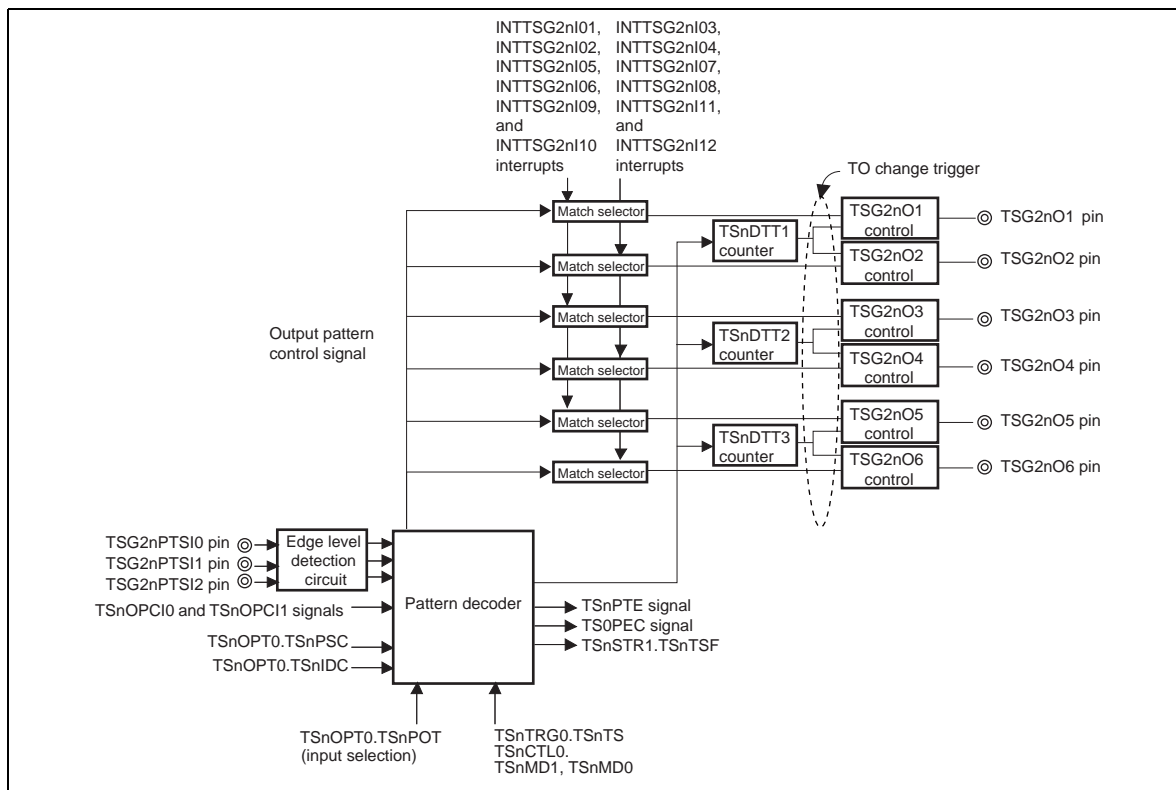 INTTSG2nI01,
INTTSG2nI02,
INTTSG2nI05,
INTTSG2nI06,
INTTSG2nI09,
and
INTTSG2nI10
interrupts
INTTSG2nI03,
INTTSG2nI04,
INTTSG2nI07,
INTTSG2nI08,
INTTSG2nI11,
and
INTTSG2nI12
interrupts
TO change trigger
Match selector
TSnDTT1
counter
TSG2nO1
control
TSG2nO1 pin
Match selector
TSG2nO2
control
TSG2nO2 pin
Output pattern
control signal
Match selector
TSnDTT2
counter
TSG2nO3
control
TSG2nO3 pin
Match selector
TSG2nO4
control
TSG2nO4 pin
Match selector
TSnDTT3
counter
TSG2nO5
control
TSG2nO5 pin
Match selector
TSG2nO6
control
TSG2nO6 pin
TSG2nPTSI0 pin
TSG2nPTSI1 pin
TSG2nPTSI2 pin
Edge level
detection
circuit
TSnOPCI0 and TSnOPCI1 signals
TSnOPT0.TSnPSC
TSnOPT0.TSnIDC
Pattern decoder
TSnPTE signal
TS0PEC signal
TSnSTR1.TSnTSF
TSnOPT0.TSnPOT
(input selection)
TSnTRG0.TSnTS
TSnCTL0.
TSnMD1, TSnMD0